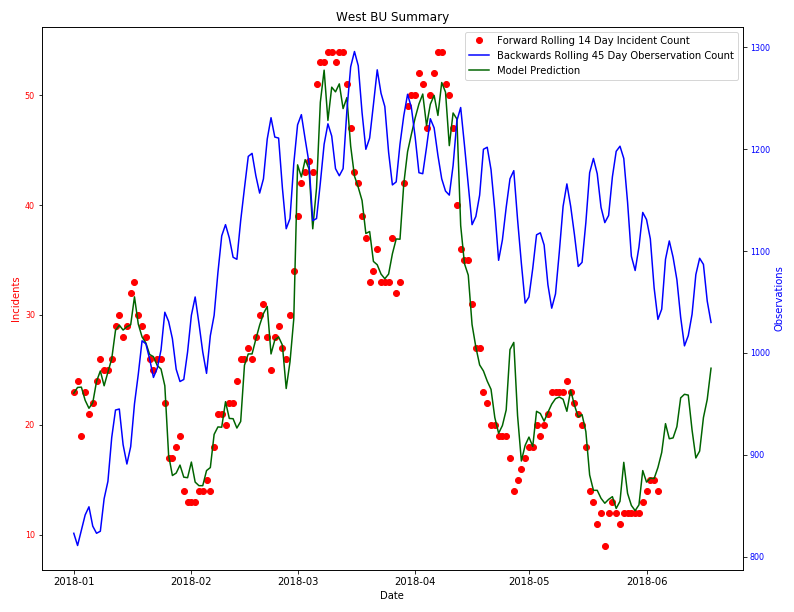 West BU Summary
Forward Rolling 14 Day Incident Count
Backwards Rolling 45 Day Oberservation Count
Model Prediction
50
40
30
20
10
Incidents
1300
1200
1100
1000
900
800
Observations
2018-01
2018-02
2018-03
2018-04
2018-05
2018-06
Date